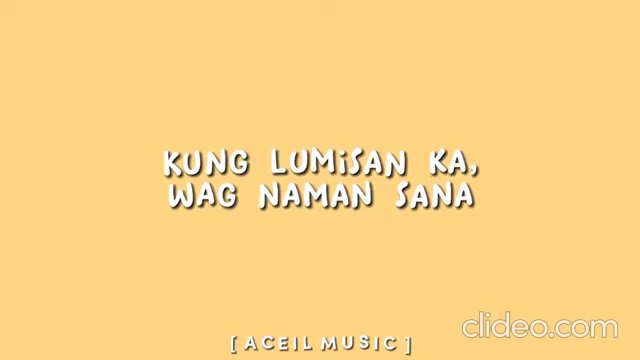 KUNG LUMiSAN KA,
WAG NAMAN SANA
clideo.com
[ ACEIL MUSIC ]